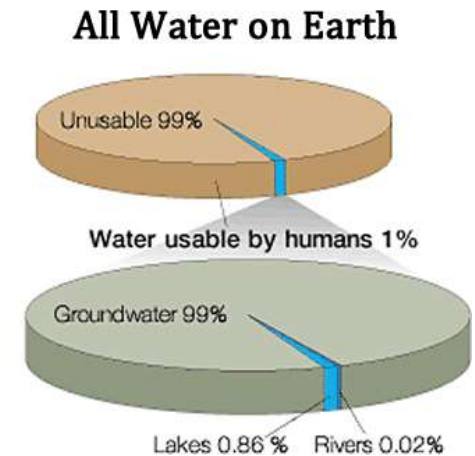 All Water on Earth
Unusable 99%
Water usable by humans 1%
Groundwater 99%
Lakes 0.86 % Rivers 0.02%